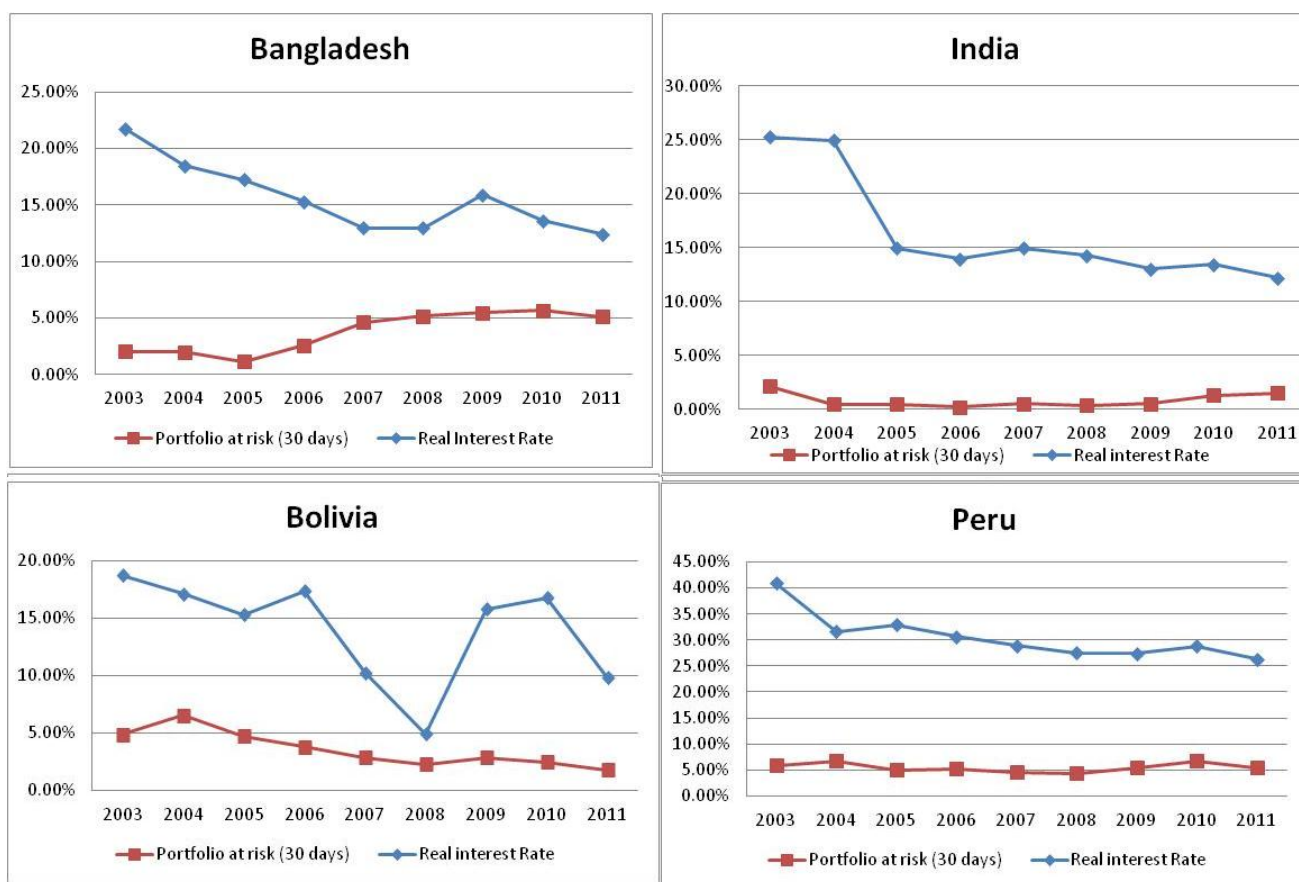 Bangladesh
25.00%
20.00%
15.00%
10.00%
5.00%
0.00%
2003 2004 2005 2006 2007 2008 2009 2010 2011
Portfolio at risk (30 days) Real Interest Rate
India
30.00%
25.00%
20.00%
15.00%
10.00%
5.00%
0.00%
2003 2004 2005 2006 2007 2008 2009 2010 2011
Portfolio at risk (30 days) Real interest Rate
Bolivia
20.00%
15.00%
10.00%
5.00%
0.00%
2003 2004 2005 2006 2007 2008 2009 2010 2011
Portfolio at risk (30 days) Real interest Rate
Peru
45.00%
40.00%
35.00%
30.00%
25.00%
20.00%
15.00%
10.00%
5.00%
0.00%
2003 2004 2005 2006 2007 2008 2009 2010 2011
Portfolio at risk (30 days) Real interest Rate